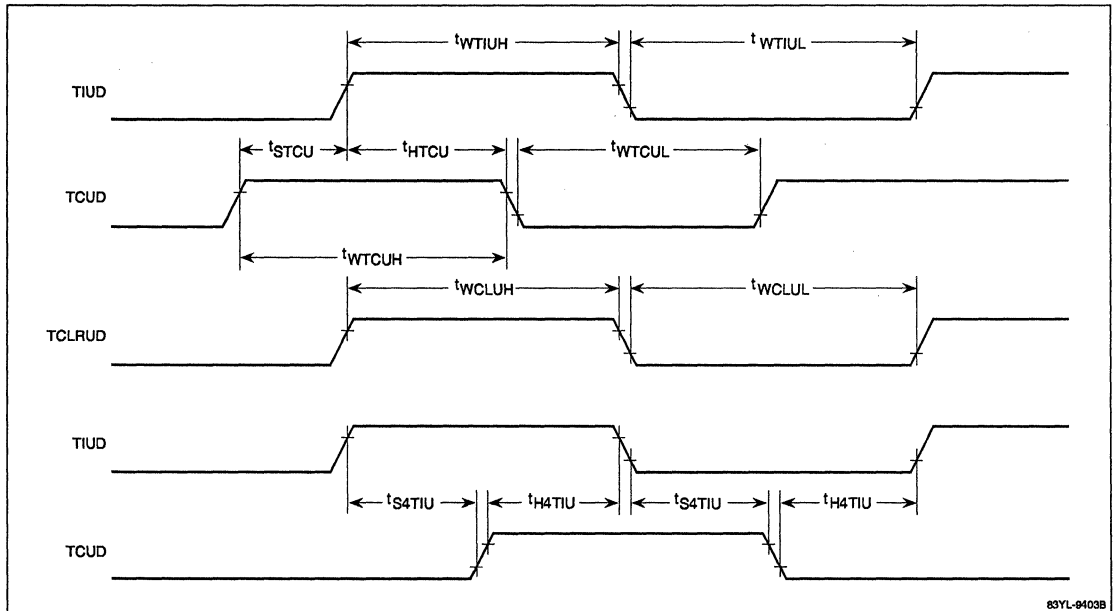 tWTIUH tWTIUL
TIUD
tSTCU tHTCU tWTCUL
TCUD
tWTCUH
tWCLUH tWCLUL
TCLRUD
TIUD
tS4TIU tH4TIU tS4TIU tH4TIU
TCUD
83YL-9403B